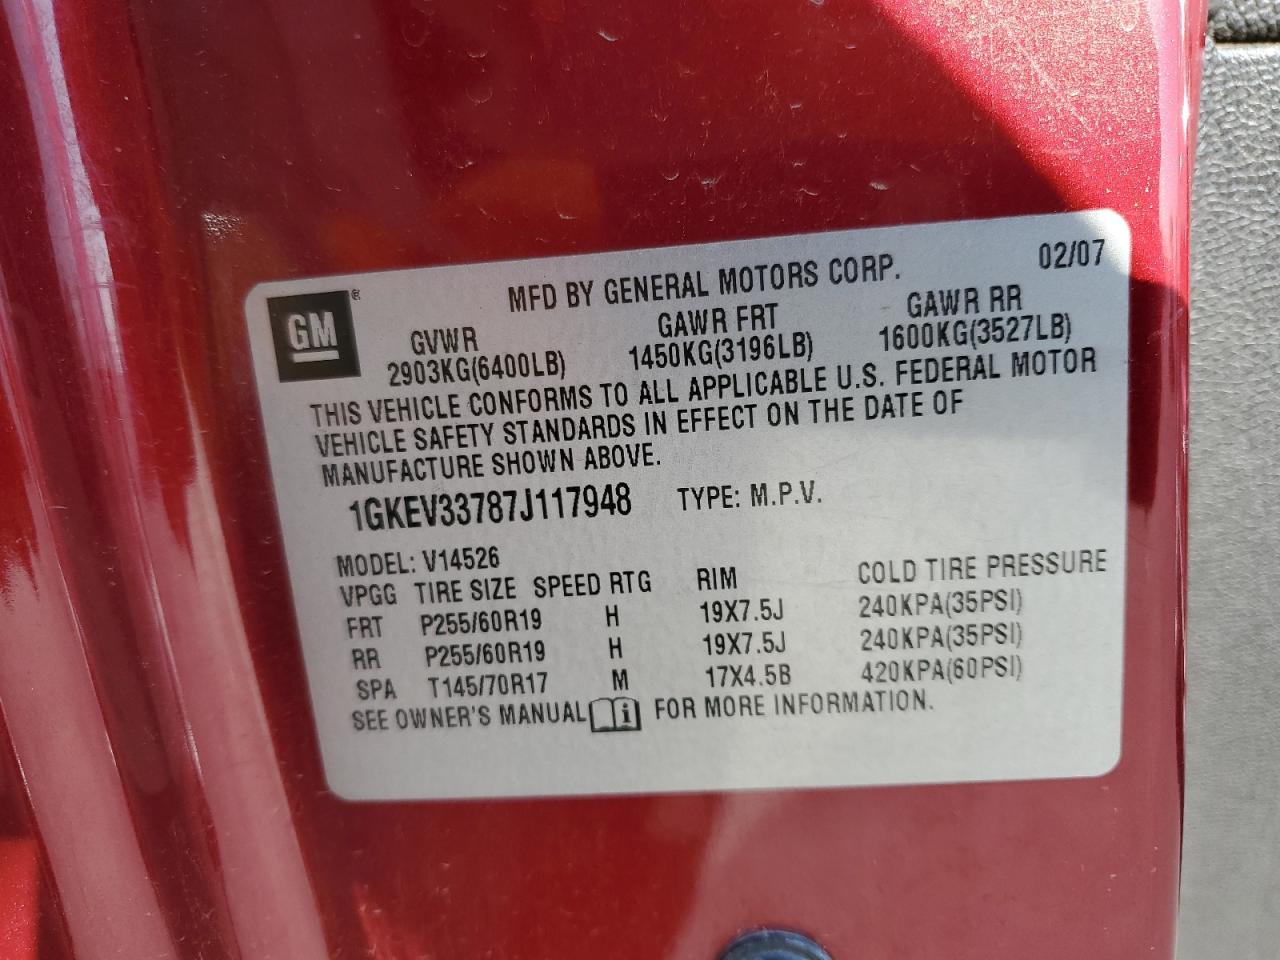 MFD BY GENERAL MOTORS CORP. 02/07
GM®
GVWR GAWR FRT GAWR RR
2903KG(6400LB) 1450KG(3196LB) 1600KG(3527LB)
THIS VEHICLE CONFORMS TO ALL APPLICABLE U.S. FEDERAL MOTOR
VEHICLE SAFETY STANDARDS IN EFFECT ON THE DATE OF
MANUFACTURE SHOWN ABOVE.
1GKEV33787J117948 TYPE: M.P.V.
MODEL: V14526
VPGG TIRE SIZE SPEED RTG RIM COLD TIRE PRESSURE
FRT P255/60R19 H 19X7.5J 240KPA(35PSI)
RR P255/60R19 H 19X7.5J 240KPA(35PSI)
SPA T145/70R17 M 17X4.5B 420KPA(60PSI)
SEE OWNER'S MANUAL i FOR MORE INFORMATION.